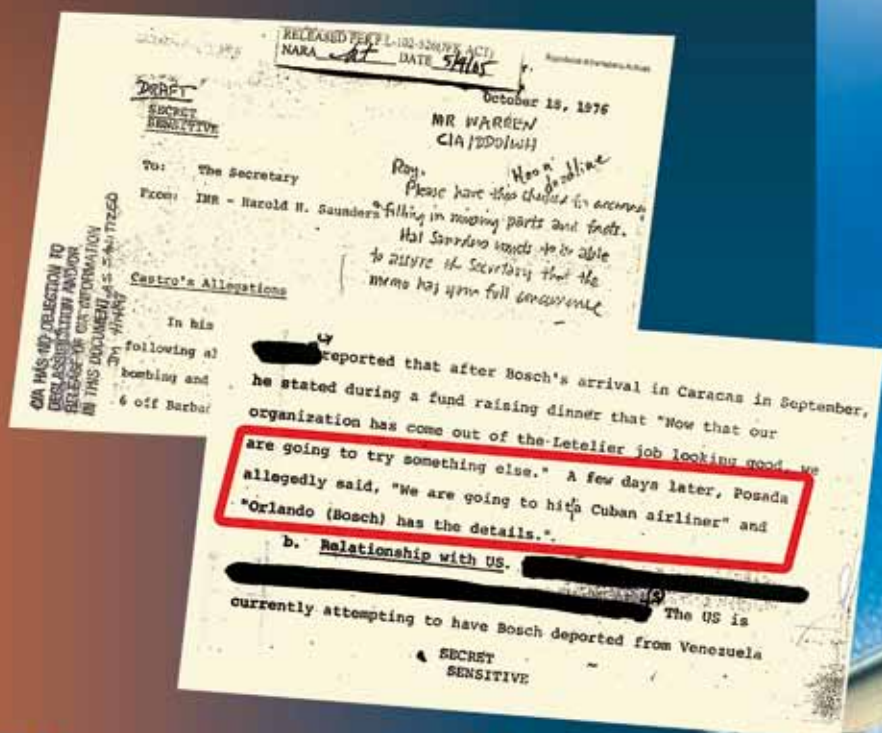 RELEASED PER P.L-102-526(JFK ACT)
NARA DATE 5/9/05
October 18, 1976
DRAFT
SECRET
SENSITIVE
MR WARREN
CIA/DDO/WH
Noon
deadline
Ray,
Please have this checked for
To: The Secretary
From: INR - Harold H. Saunders
filling in missing parts and facts.
Hal Saunders needs to be able
to assure the Secretary that the
memo has your full concurrence
CIA HAS NO OBJECTION TO
DECLASSIFICATION AND/OR
RELEASE OF CIA INFORMATION
IN THIS DOCUMENT AS SANITIZED
Castro's Allegations
In his
following al
bombing and
6 off Barbad
reported that after Bosch's arrival in Caracas in September,
he stated during a fund raising dinner that "Now that our
organization has come out of the Letelier job looking good, we
are going to try something else." A few days later, Posada
allegedly said, "We are going to hit a Cuban airliner" and
"Orlando (Bosch) has the details.".
b. Relationship with US.
The US is
currently attempting to have Bosch deported from Venezuela
SECRET
SENSITIVE